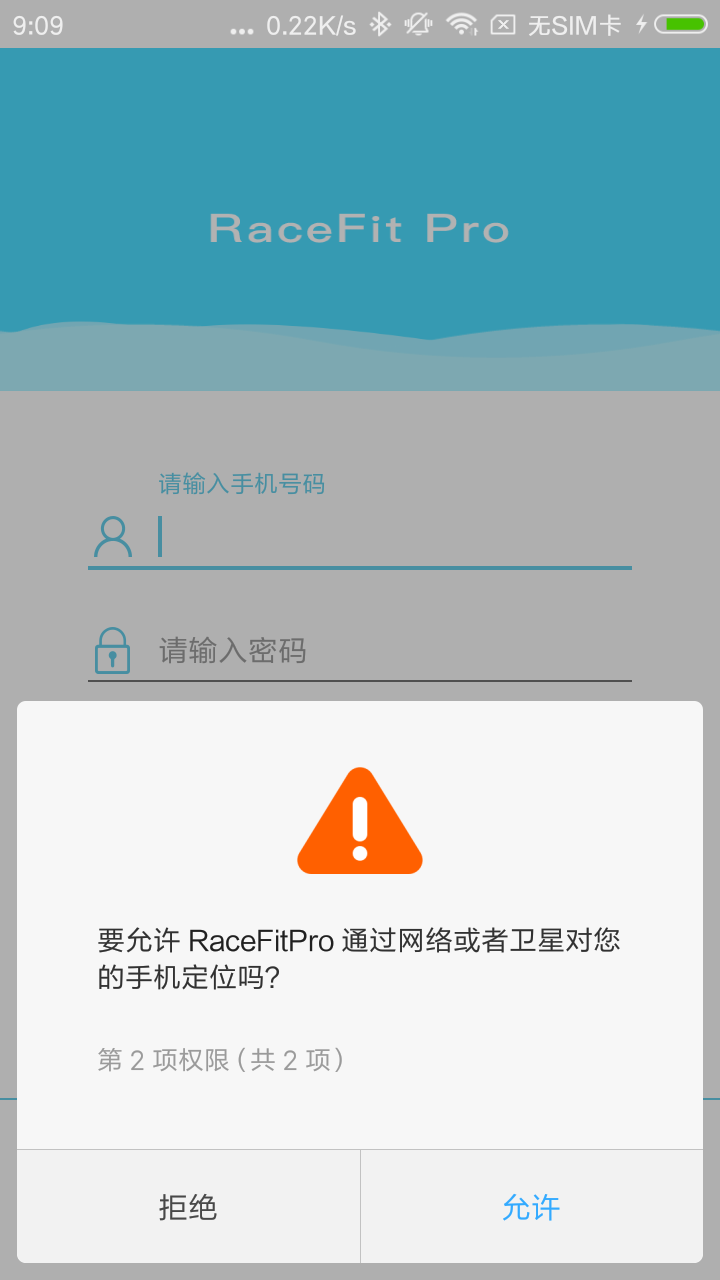 9:09
... 0.22K/s 无SIM卡
RaceFit Pro
请输入手机号码
请输入密码
要允许 RaceFitPro 通过网络或者卫星对您
的手机定位吗?
第 2 项权限 (共 2 项)
拒绝
允许